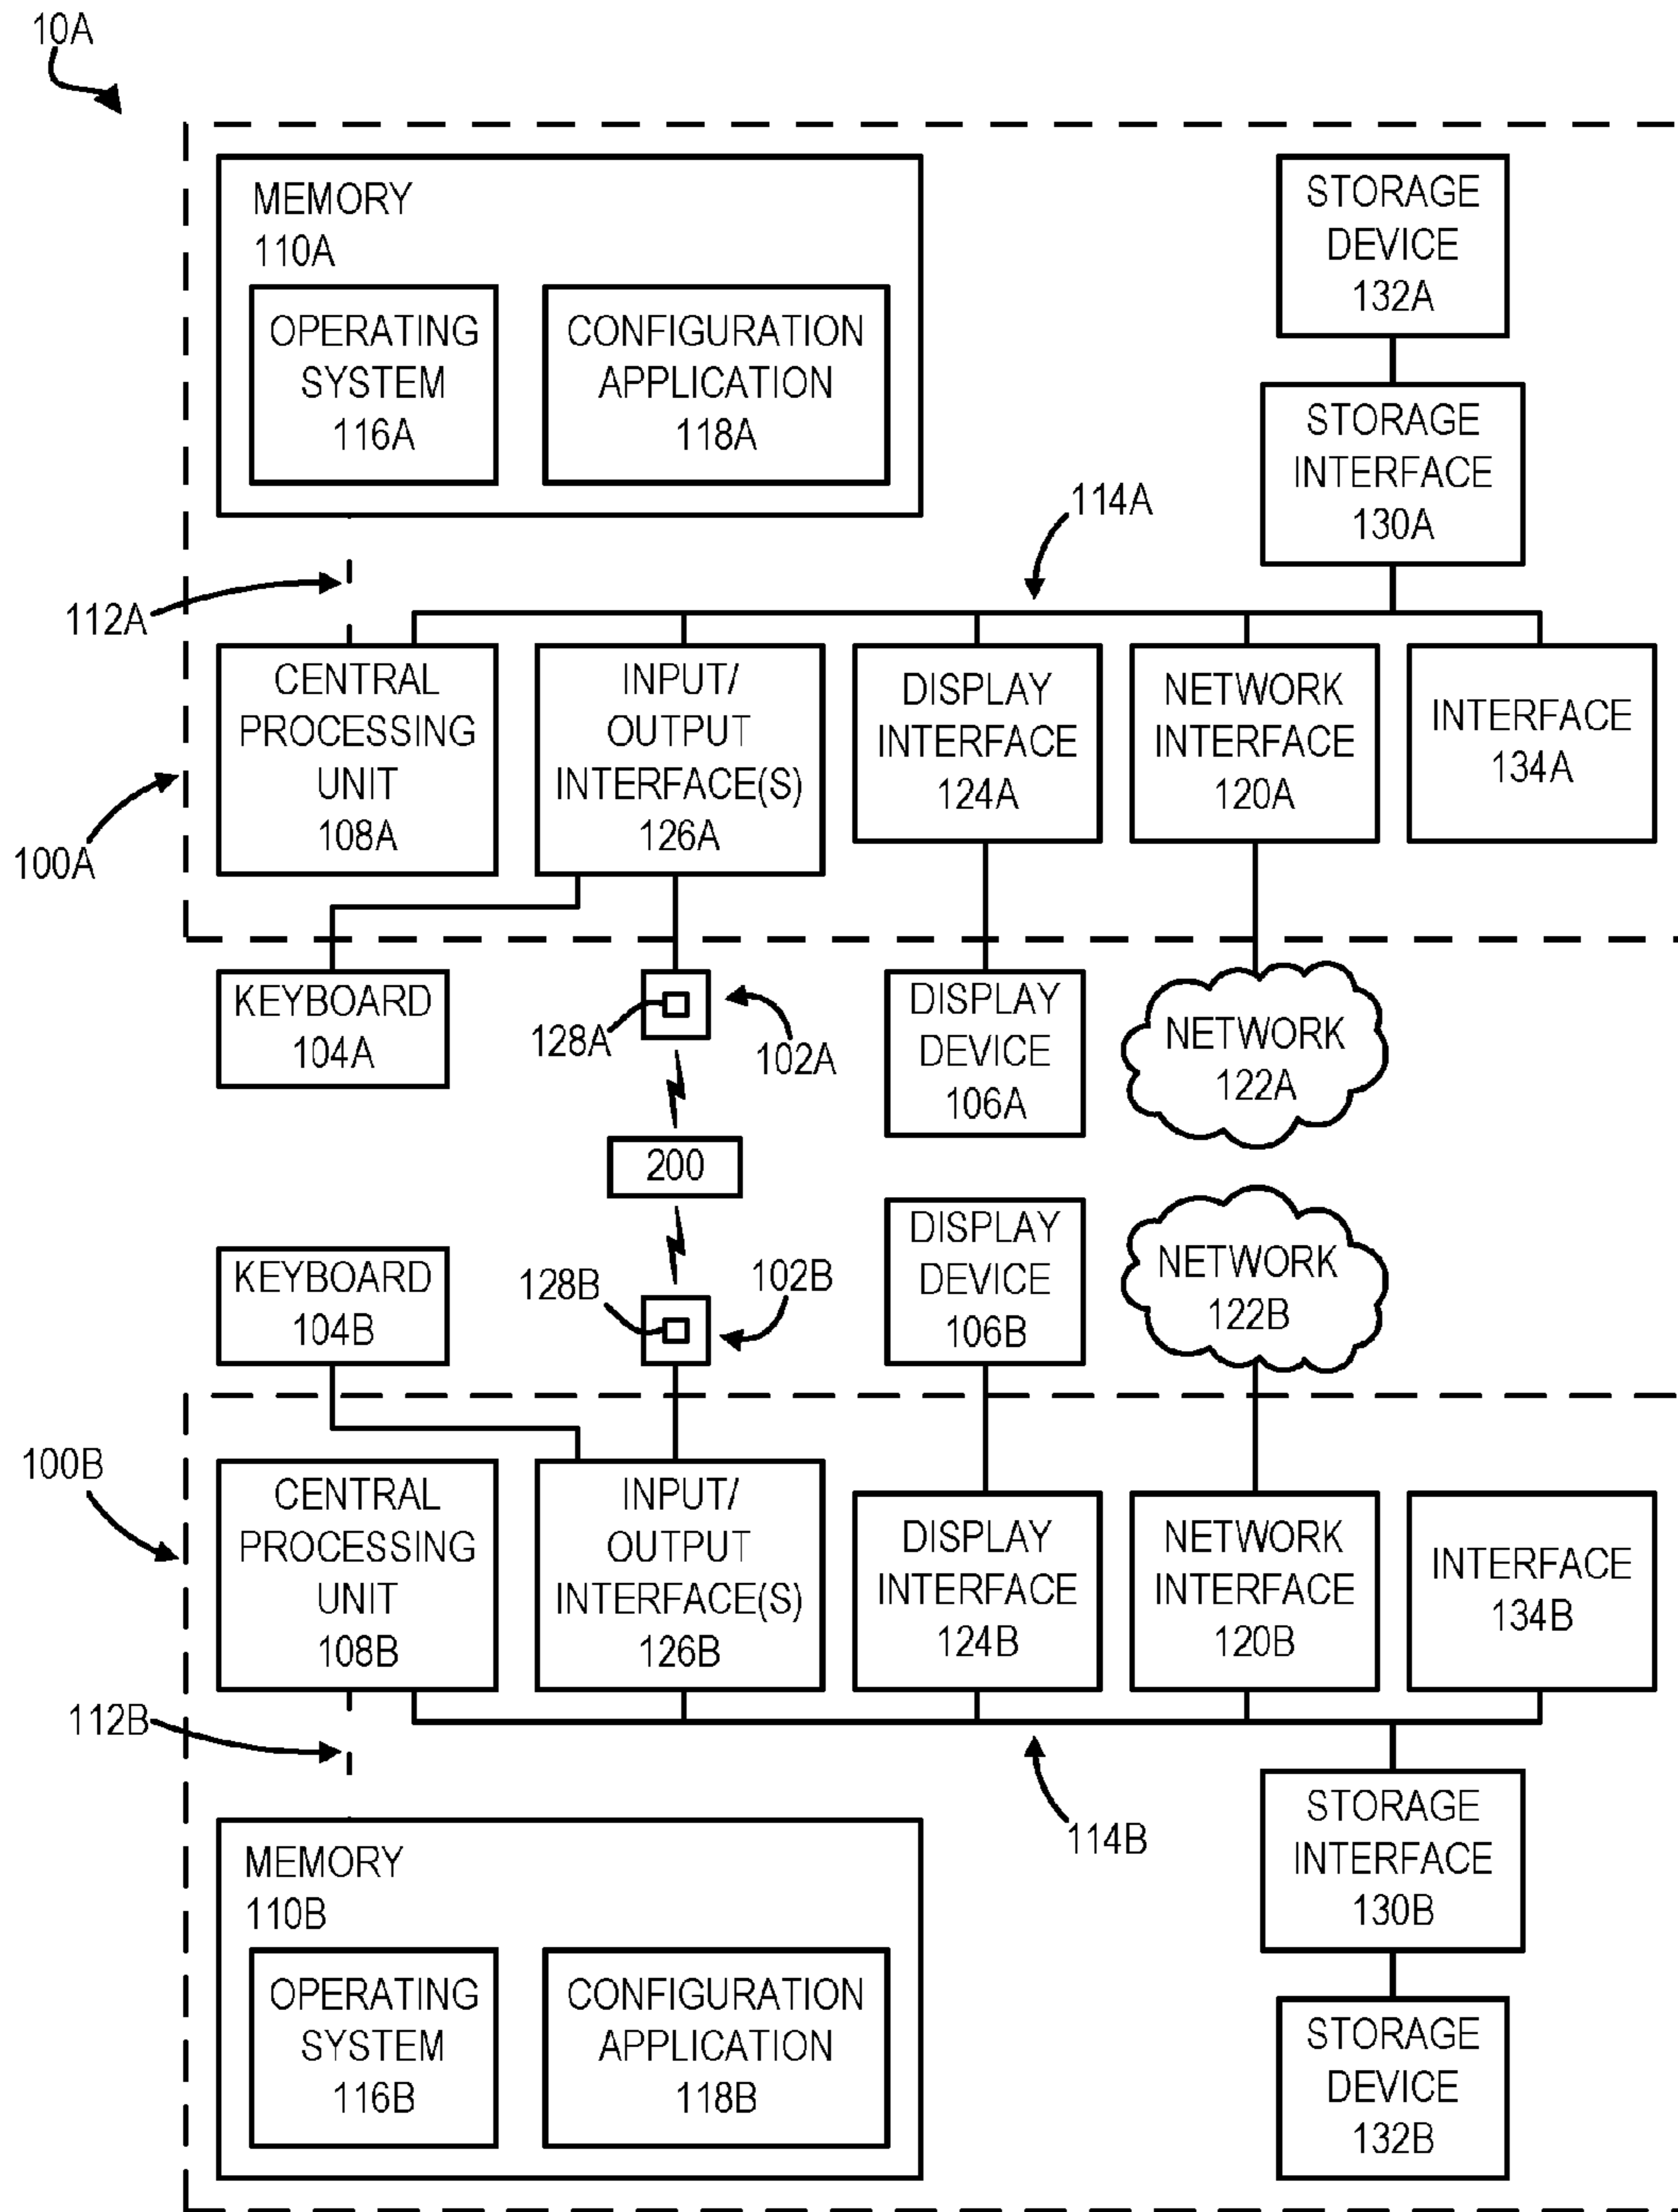 10A
MEMORY
110A
OPERATING
SYSTEM
116A
CONFIGURATION
APPLICATION
118A
STORAGE
DEVICE
132A
STORAGE
INTERFACE
130A
114A
112A
CENTRAL
PROCESSING
UNIT
108A
INPUT/
OUTPUT
INTERFACE(S)
126A
DISPLAY
INTERFACE
124A
NETWORK
INTERFACE
120A
INTERFACE
134A
100A
KEYBOARD
104A
128A
102A
DISPLAY
DEVICE
106A
NETWORK
122A
200
KEYBOARD
104B
128B
102B
DISPLAY
DEVICE
106B
NETWORK
122B
100B
CENTRAL
PROCESSING
UNIT
108B
INPUT/
OUTPUT
INTERFACE(S)
126B
DISPLAY
INTERFACE
124B
NETWORK
INTERFACE
120B
INTERFACE
134B
112B
114B
MEMORY
110B
OPERATING
SYSTEM
116B
CONFIGURATION
APPLICATION
118B
STORAGE
INTERFACE
130B
STORAGE
DEVICE
132B